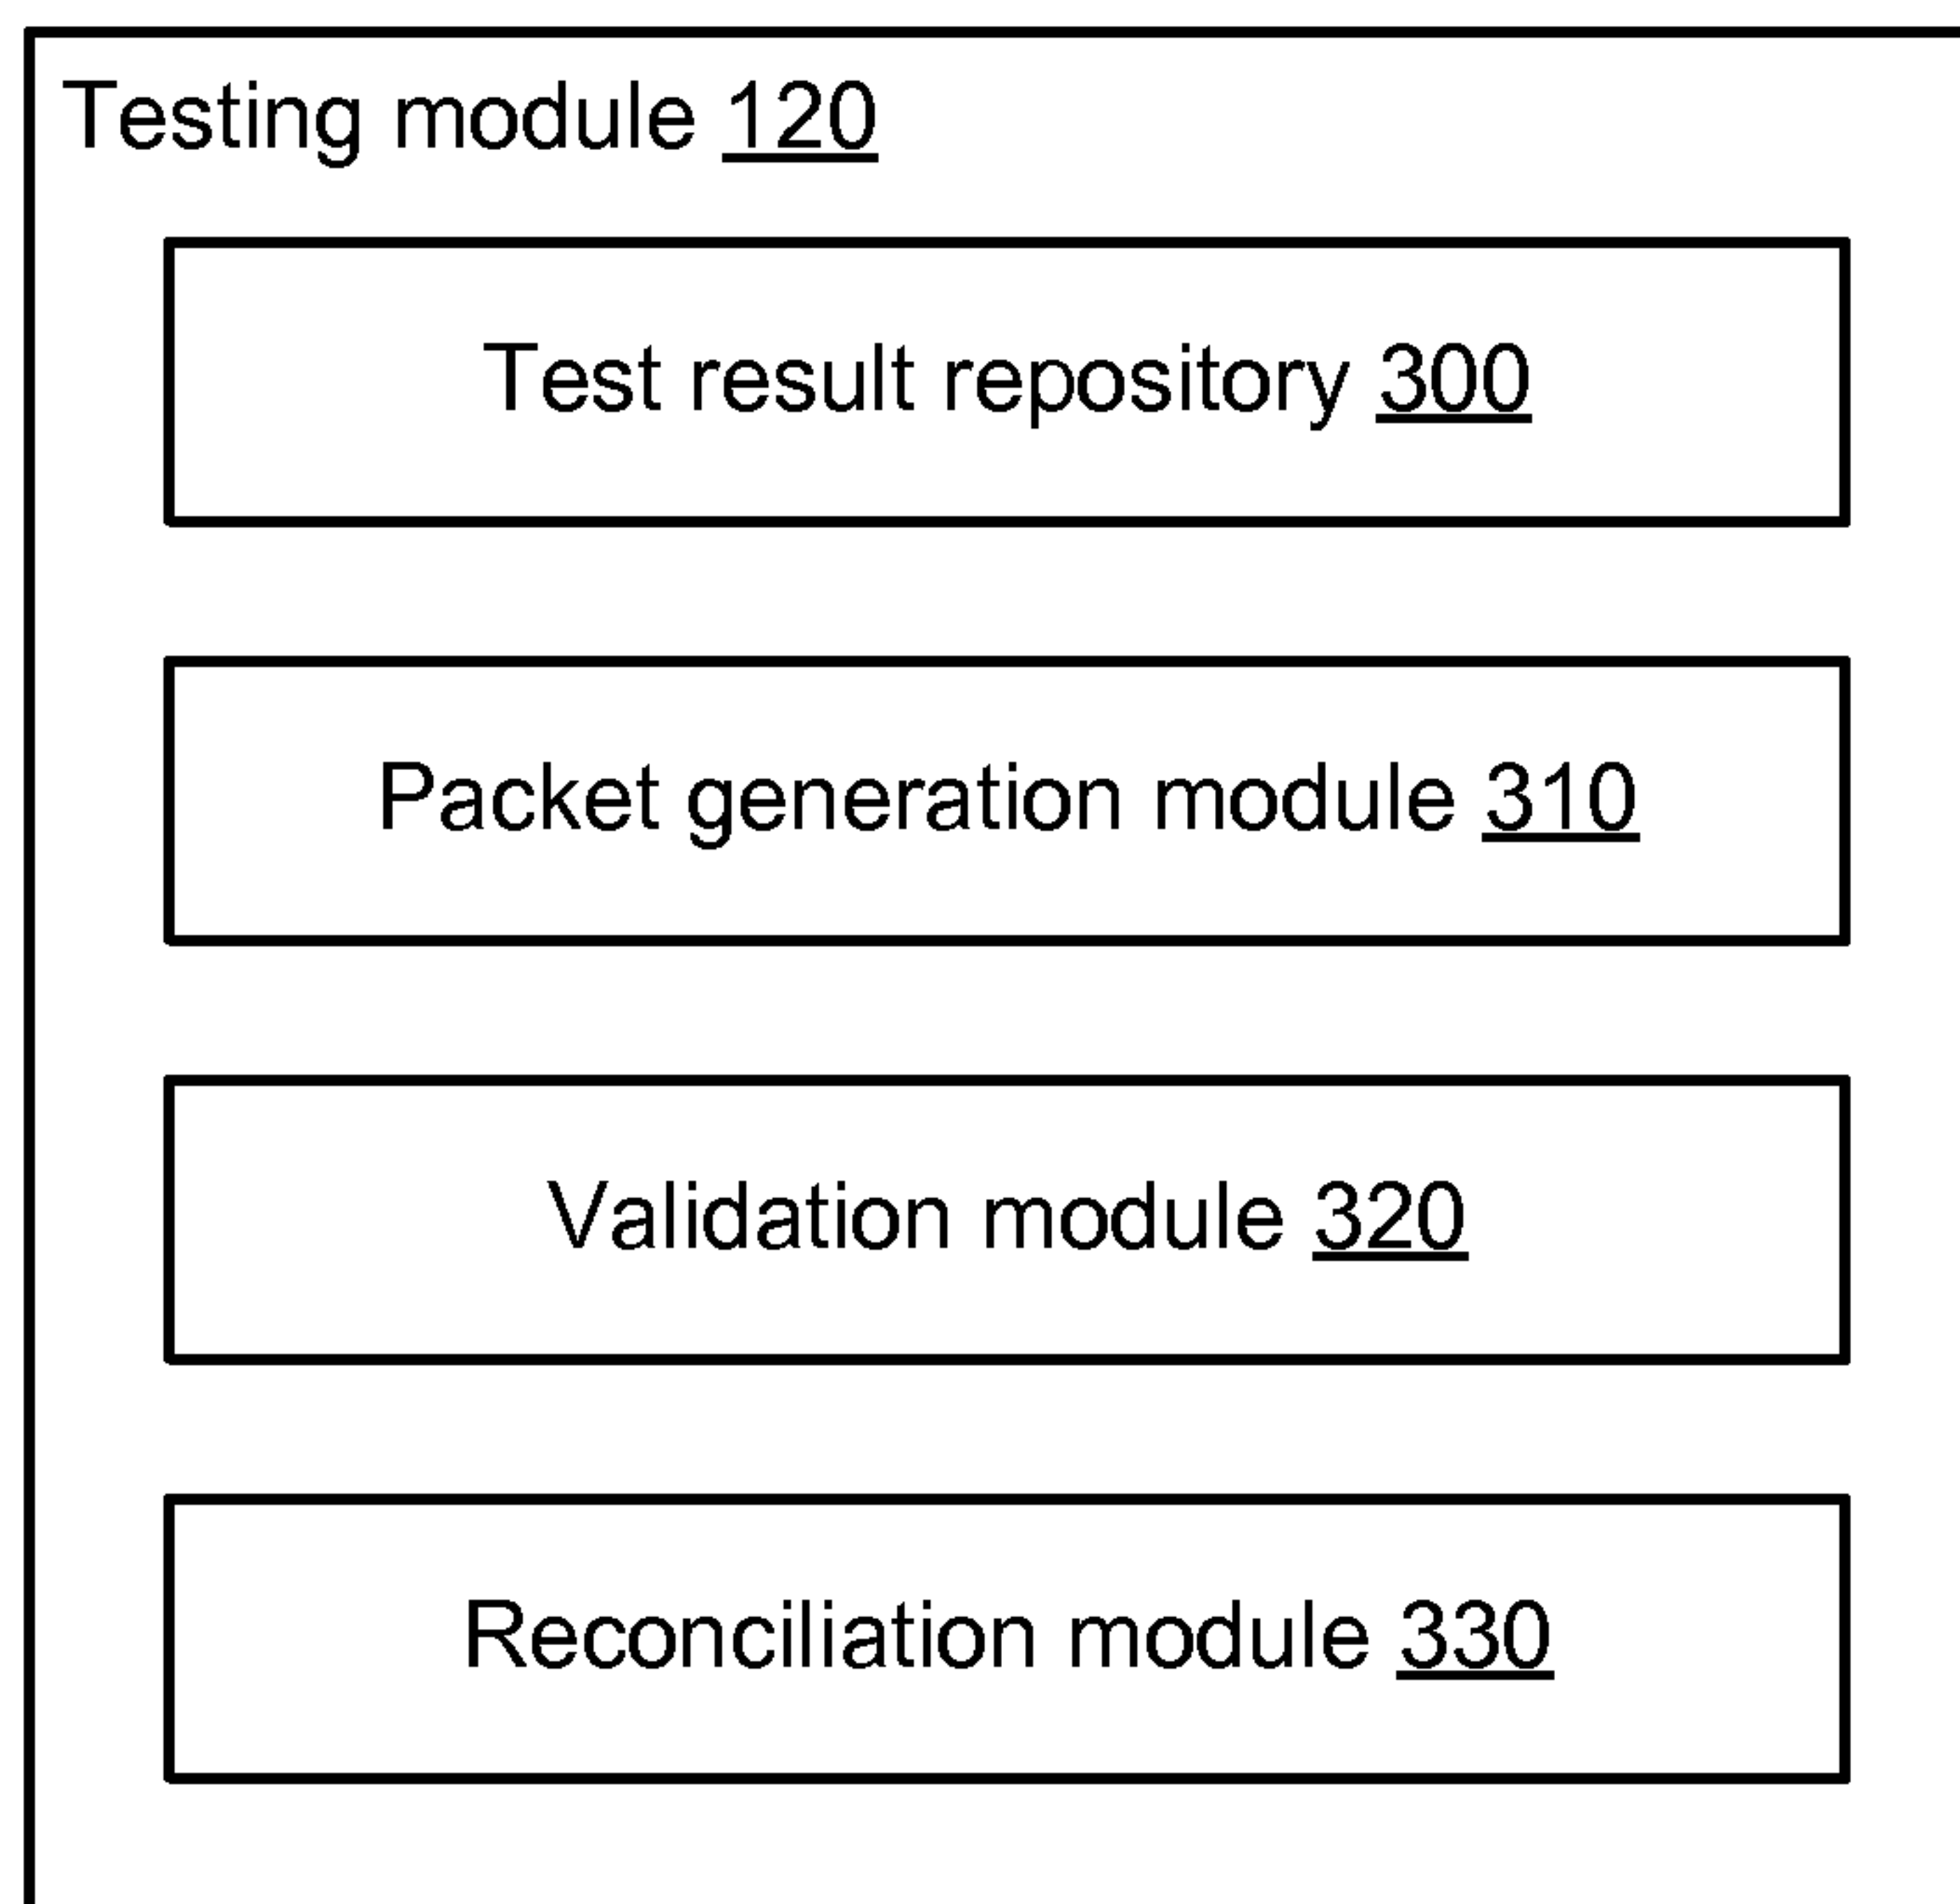 Testing module 120
Test result repository 300
Packet generation module 310
Validation module 320
Reconciliation module 330